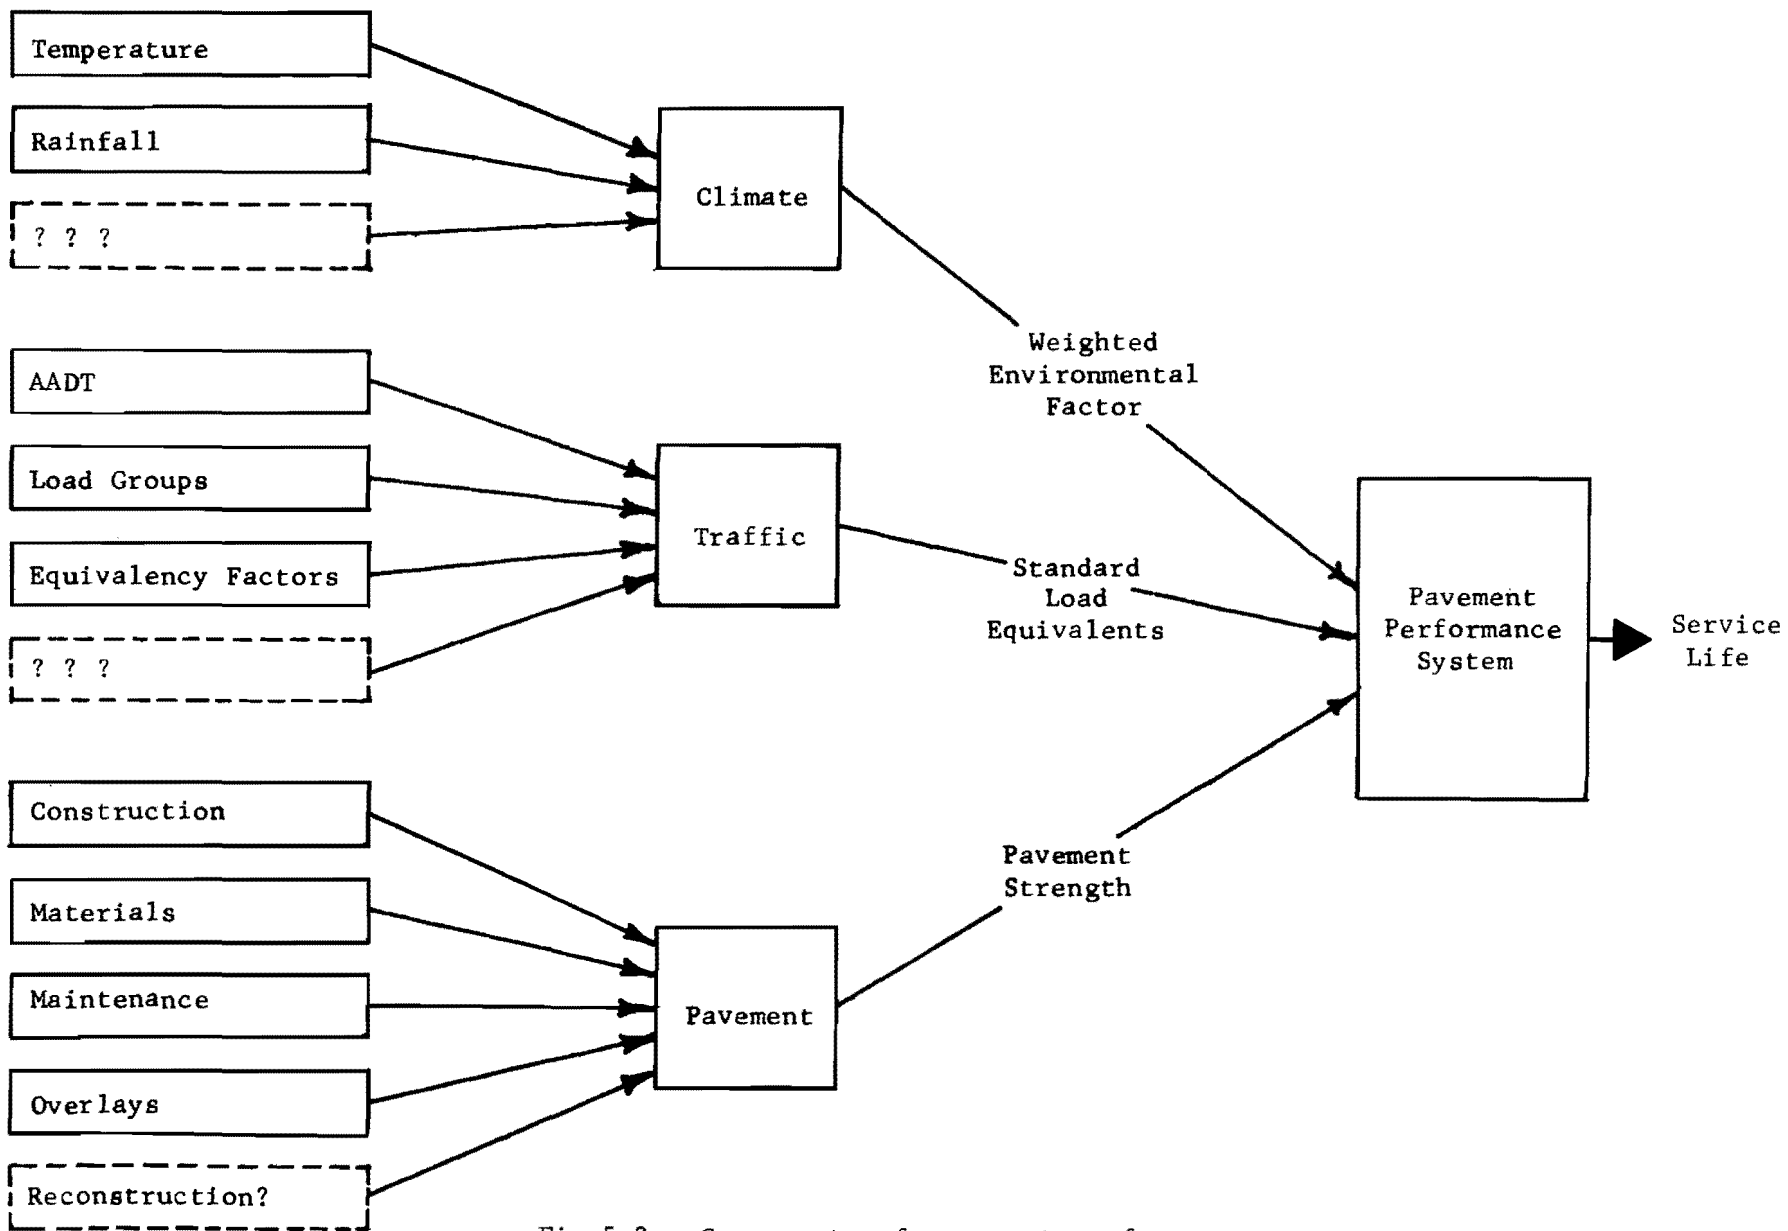 Temperature
Rainfall
? ? ?
Climate
Weighted
Environmental
Factor
AADT
Load Groups
Equivalency Factors
? ? ?
Traffic
Standard
Load
Equivalents
Pavement
Performance
System
Service
Life
Construction
Materials
Maintenance
Overlays
Reconstruction?
Pavement
Pavement
Strength